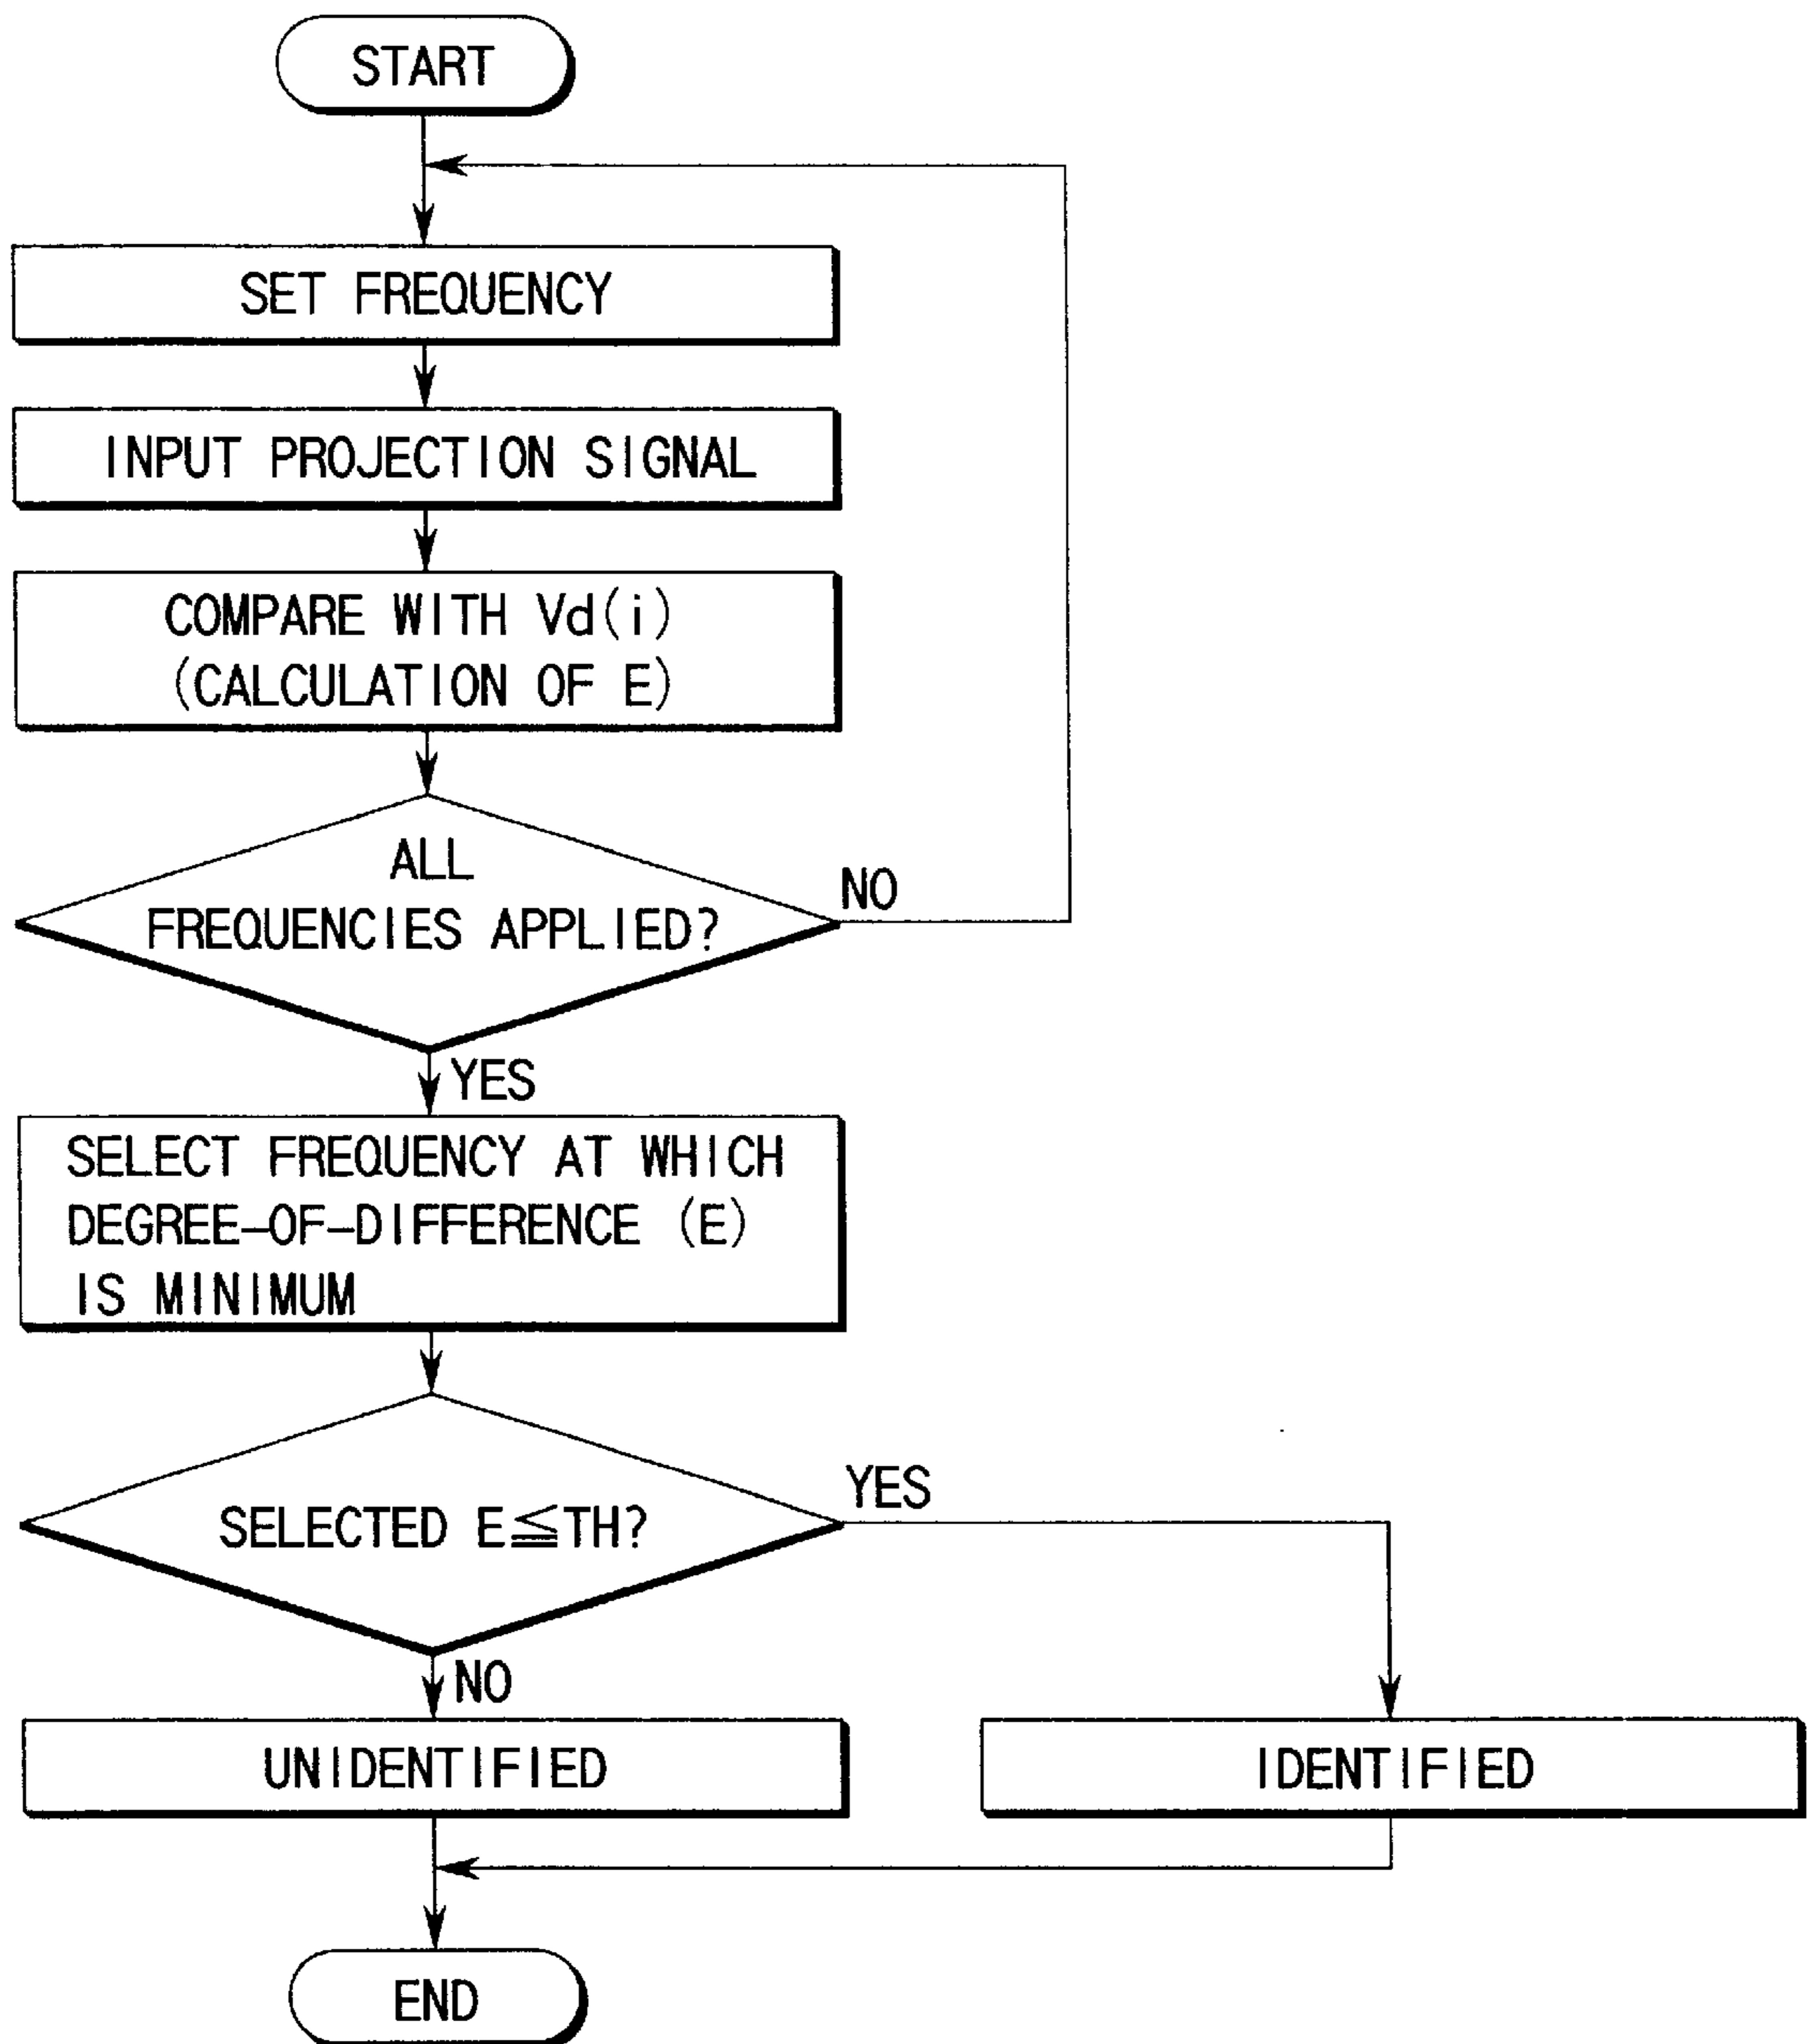 START
SET FREQUENCY
INPUT PROJECTION SIGNAL
COMPARE WITH Vd(i)
(CALCULATION OF E)
ALL
FREQUENCIES APPLIED?
NO
YES
SELECT FREQUENCY AT WHICH
DEGREE-OF-DIFFERENCE (E)
IS MINIMUM
SELECTED E≦TH?
YES
NO
UNIDENTIFIED
IDENTIFIED
END